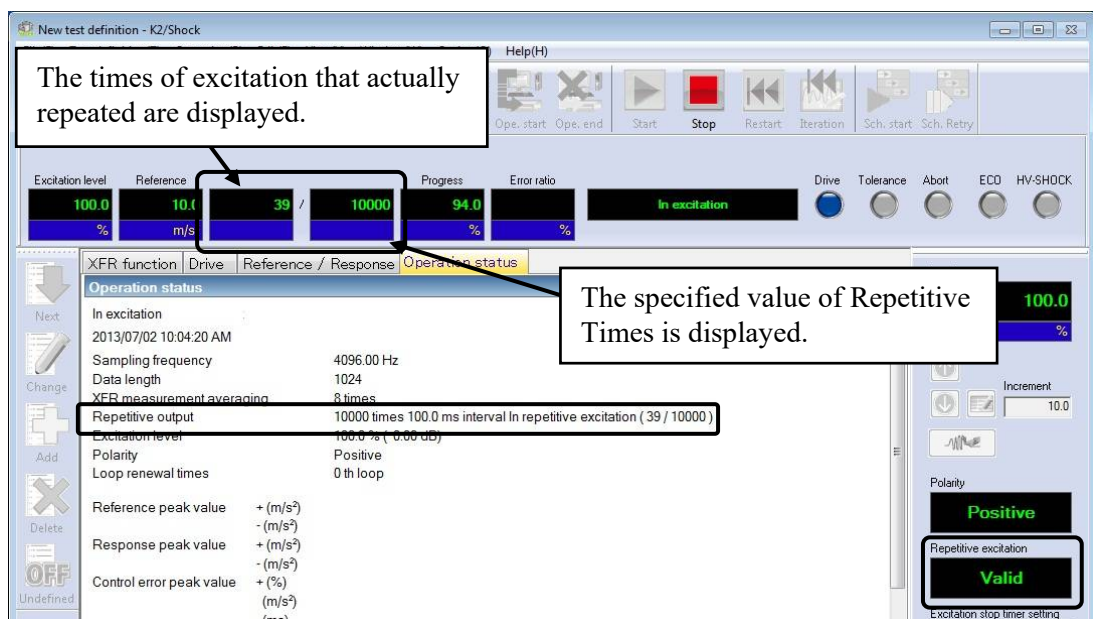 New test definition - K2/Shock
Help(H)
The times of excitation that actually
repeated are displayed.
Ope. start Ope. end Start Stop Restart Iteration Sch. start Sch. Retry
Excitation level Reference Progress Error ratio Drive Tolerance Abort ECO HV-SHOCK
100.0 10.0 39 / 10000 94.0 In excitation
% m/s % %
XFR function Drive Reference / Response Operation status
Operation status
The specified value of Repetitive
Times is displayed.
100.0
%
Next
Change
Add
Delete
OFF
Undefined
In excitation
2013/07/02 10:04:20 AM
Sampling frequency 4096.00 Hz
Data length 1024
XFR measurement averaging 8 times
Repetitive output 10000 times 100.0 ms interval In repetitive excitation ( 39 / 10000 )
Excitation level 100.0 % ( 0.00 dB)
Polarity Positive
Loop renewal times 0 th loop
Reference peak value + (m/s²)
- (m/s²)
Response peak value + (m/s²)
- (m/s²)
Control error peak value + (%)
(m/s²)
Increment
10.0
Polarity
Positive
Repetitive excitation
Valid
Excitation stop timer setting